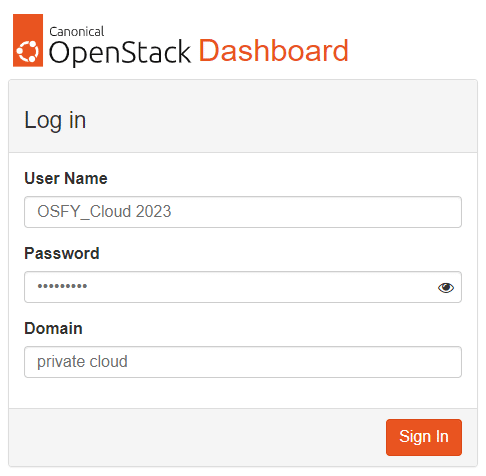 Canonical
OpenStack Dashboard
Log in
User Name
OSFY_Cloud 2023
Password
•••••••••
Domain
private cloud
Sign In